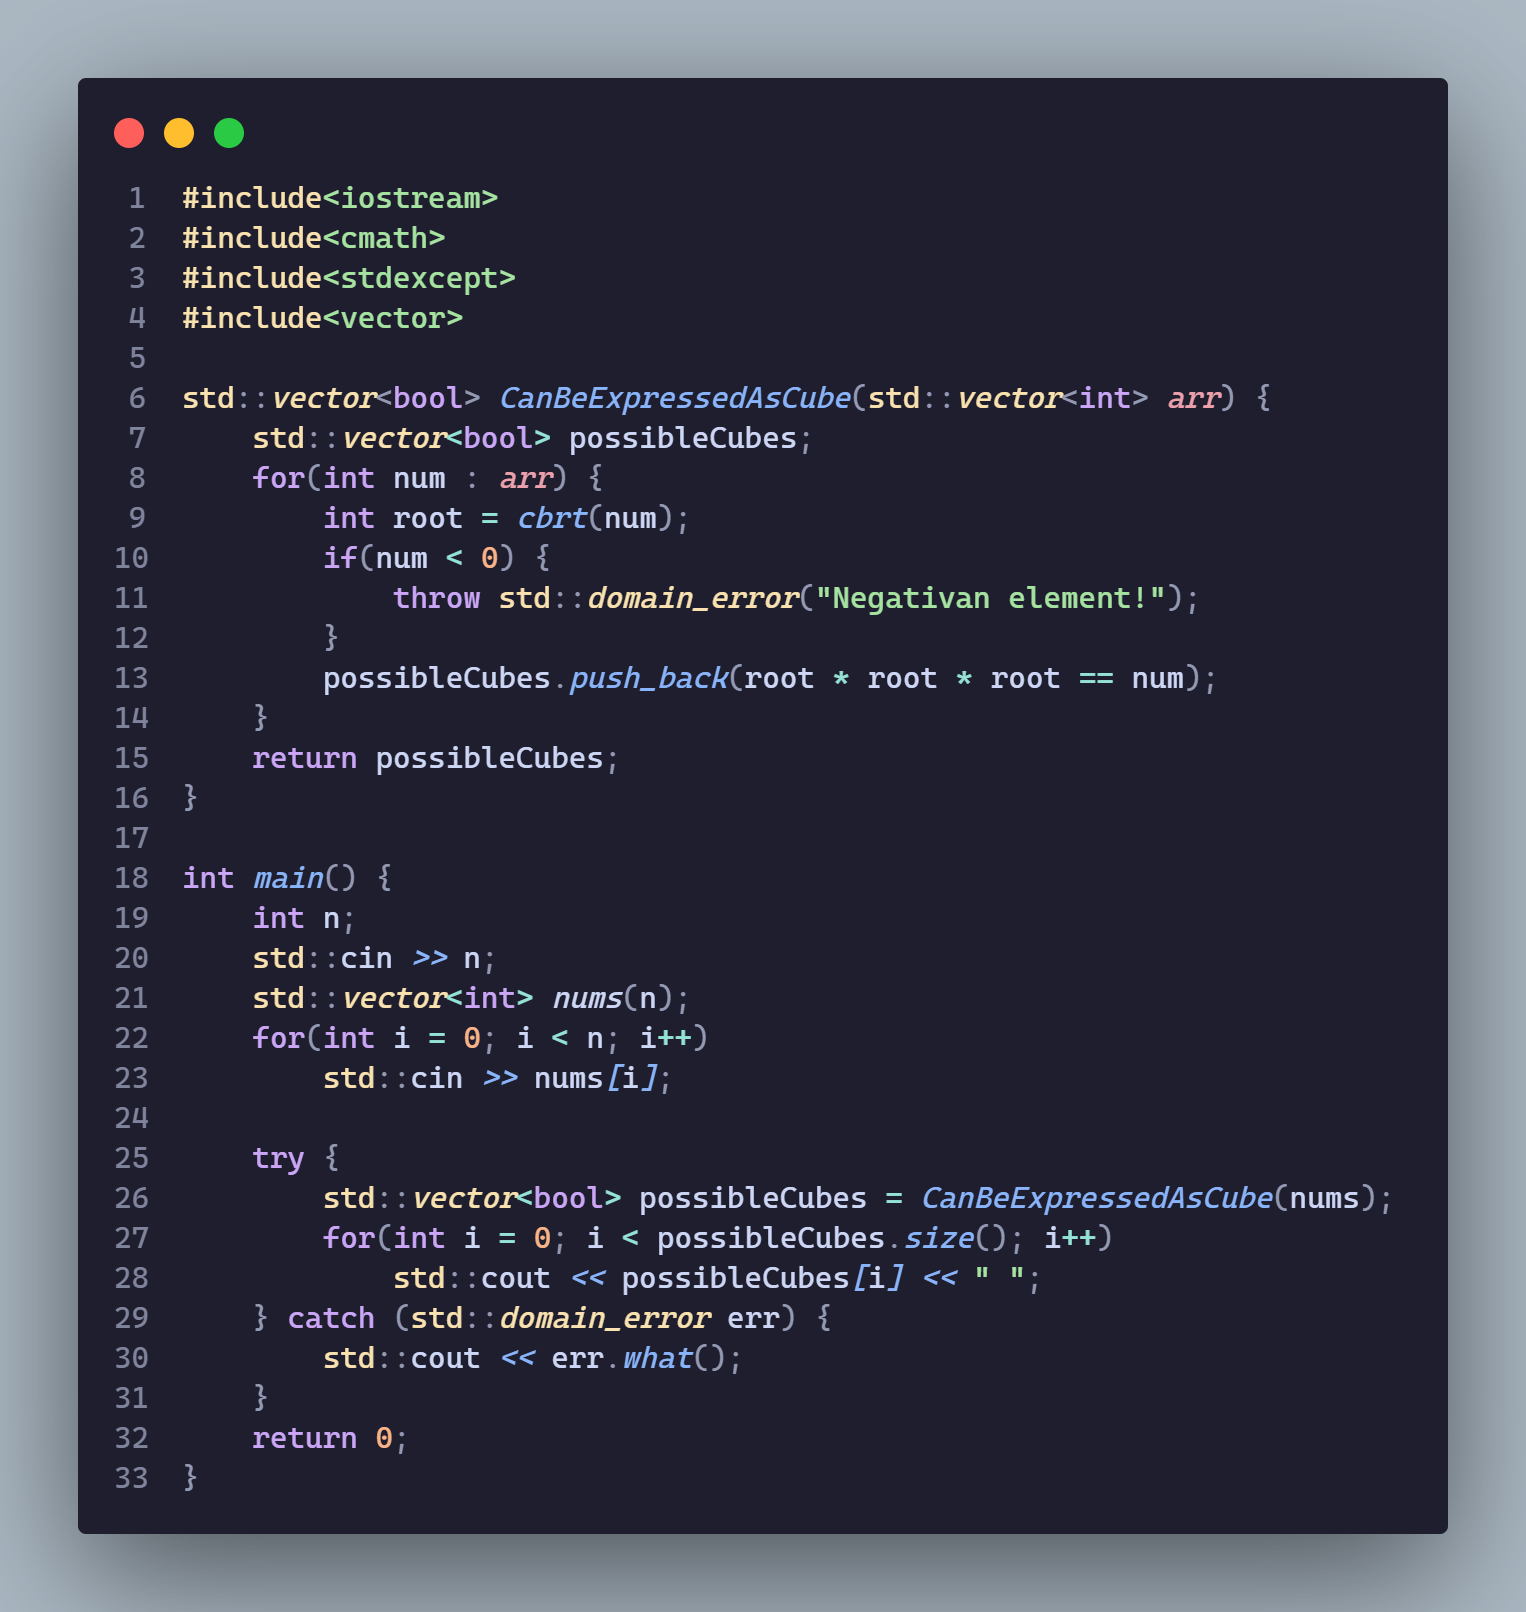 1 #include<iostream>
2 #include<cmath>
3 #include<stdexcept>
4 #include<vector>
5
6 std::vector<bool> CanBeExpressedAsCube(std::vector<int> arr) {
7     std::vector<bool> possibleCubes;
8     for(int num : arr) {
9         int root = cbrt(num);
10         if(num < 0) {
11             throw std::domain_error("Negativan element!");
12         }
13         possibleCubes.push_back(root * root * root == num);
14     }
15     return possibleCubes;
16 }
17
18 int main() {
19     int n;
20     std::cin >> n;
21     std::vector<int> nums(n);
22     for(int i = 0; i < n; i++)
23         std::cin >> nums[i];
24
25     try {
26         std::vector<bool> possibleCubes = CanBeExpressedAsCube(nums);
27         for(int i = 0; i < possibleCubes.size(); i++)
28             std::cout << possibleCubes[i] << " ";
29     } catch (std::domain_error err) {
30         std::cout << err.what();
31     }
32     return 0;
33 }